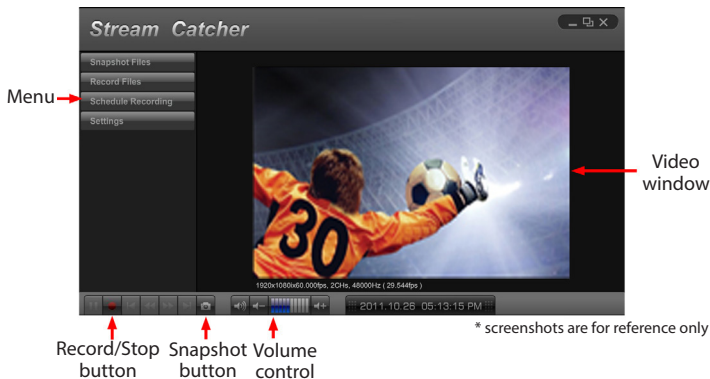 Stream Catcher
Snapshot Files
Record Files
Schedule Recording
Settings
Menu
Video
window
30
1920x1080ix60.000fps, 2CHs, 48000Hz ( 29.544fps )
2011.10.26 05:13:15 PM
* screenshots are for reference only
Record/Stop
button
Snapshot
button
Volume
control